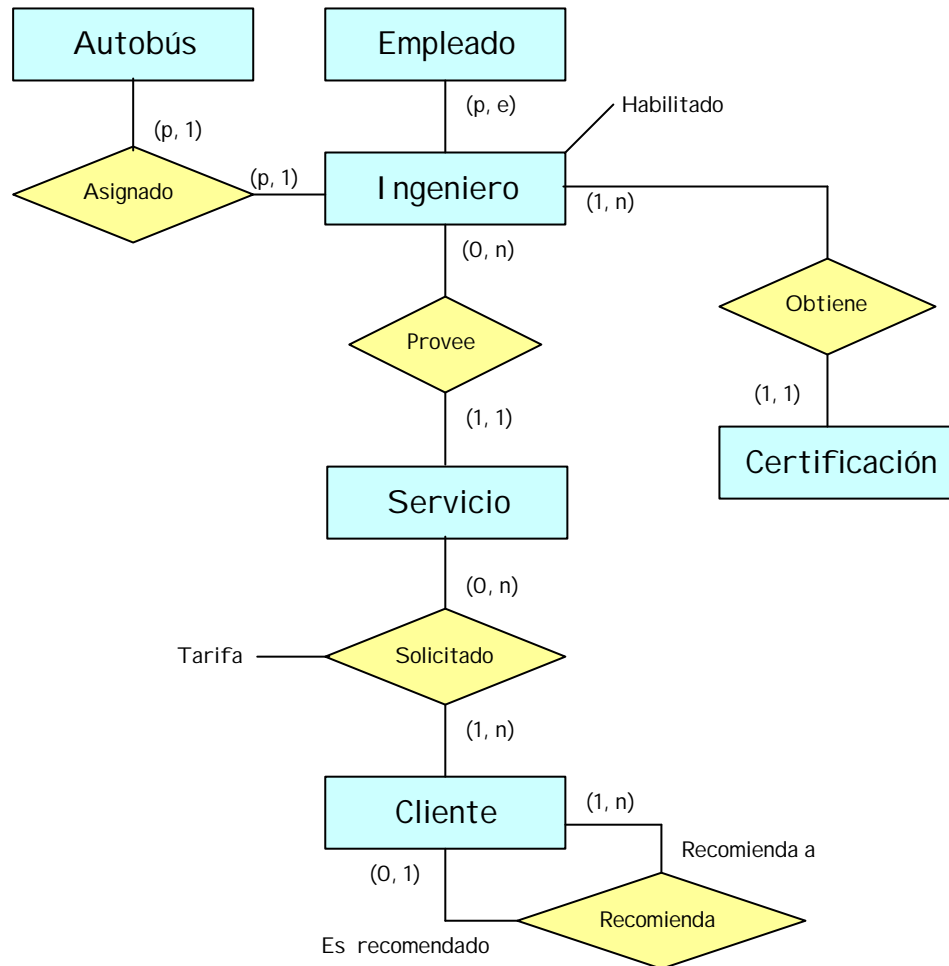 Autobús
Empleado
(p, e)
Habilitado
(p, 1)
Asignado
(p, 1)
Ingeniero
(1, n)
(0, n)
Obtiene
Provee
(1, 1)
(1, 1)
Certificación
Servicio
(0, n)
Tarifa
Solicitado
(1, n)
Cliente
(1, n)
Recomienda a
(0, 1)
Recomienda
Es recomendado